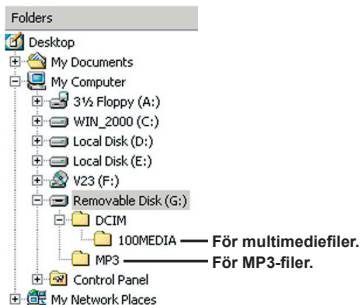 Folders
Desktop
My Documents
My Computer
3½ Floppy (A:)
WIN_2000 (C:)
Local Disk (D:)
Local Disk (E:)
V23 (F:)
Removable Disk (G:)
DCIM
100MEDIA För multimediefiler.
MP3 För MP3-filer.
Control Panel
My Network Places